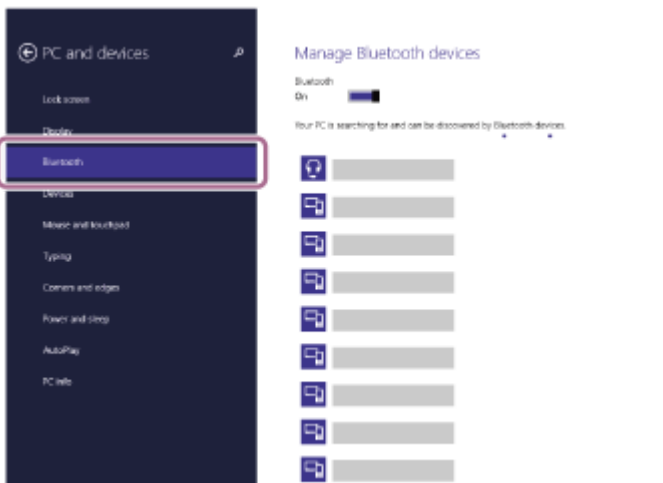 PC and devices
Lock screen
Display
Bluetooth
Devices
Mouse and touchpad
Typing
Corners and edges
Power and sleep
AutoPlay
PC info
Manage Bluetooth devices
Bluetooth
On
Your PC is searching for and can be discovered by Bluetooth devices.